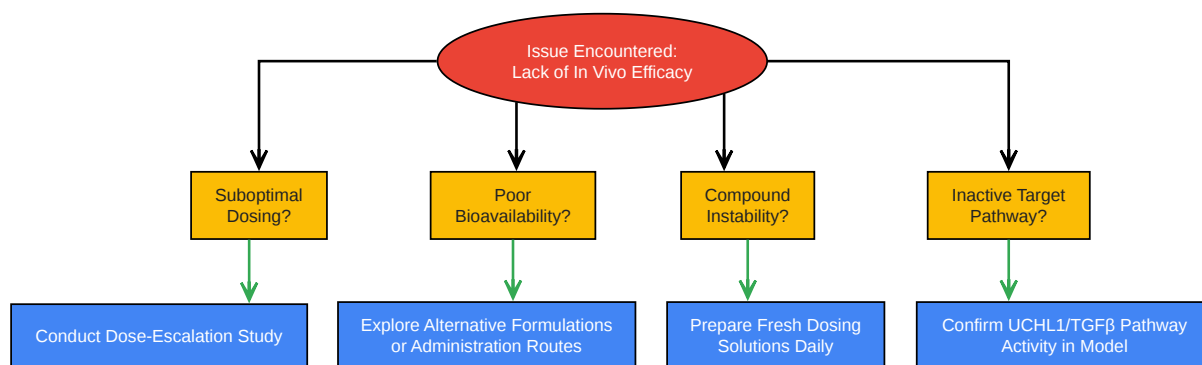 Issue Encountered:
Lack of In Vivo Efficacy
Suboptimal
Dosing?
Poor
Bioavailability?
Compound
Instability?
Inactive Target
Pathway?
Conduct Dose-Escalation Study
Explore Alternative Formulations
or Administration Routes
Prepare Fresh Dosing
Solutions Daily
Confirm UCHL1/TGFβ Pathway
Activity in Model